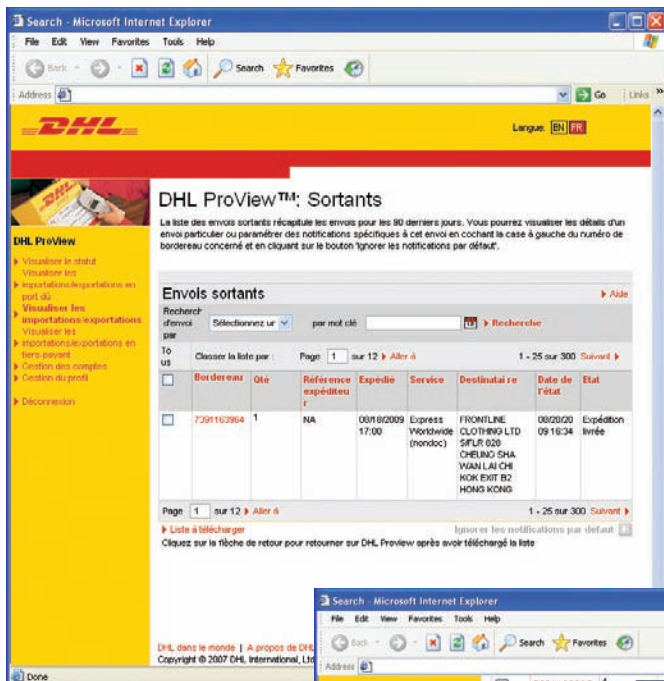 Search - Microsoft Internet Explorer
File Edit View Favorites Tools Help
Back Search Favorites
Address Go Links »
DHL
Langue: EN FR
DHL ProView™: Sortants
La liste des envois sortants récapitule les envois pour les 90 derniers jours. Vous pourrez visualiser les détails d'un
envoi particulier ou paramétrer des notifications spécifiques à cet envoi en cochant la case à gauche du numéro de
bordereau concerné et en cliquant sur le bouton 'Ignorer les notifications par défaut'.
DHL ProView
Visualiser le statut
Visualiser les
importations/exportations en
port dû
Visualiser les
importations/exportations
Visualiser les
importations/exportations en
tiers-payant
Gestion des comptes
Gestion du profil
Déconnexion
Envois sortants Aide
Recherch
d'envoi
par
Sélectionnez ur par mot clé Recherche
To
us
Classer la liste par : Page 1 sur 12 Aller à 1 - 25 sur 300 Suivant
Bordereau Qté Référence
expéditeu
r
Expédié Service Destinataire Date de
l'état
Etat
7391163964 1 NA 08/18/2009
17:00
Express
Worldwide
(nondoc)
FRONTLINE
CLOTHING LTD
5/FLR 820
CHEUNG SHA
WAN LAI CHI
KOK EXIT B2
HONG KONG
08/20/20
09 16:34
Expédition
livrée
Page 1 sur 12 Aller à 1 - 25 sur 300 Suivant
Liste à télécharger Ignorer les notifications par défaut
Cliquez sur la flèche de retour pour retourner sur DHL Proview après avoir téléchargé la liste
DHL dans le monde | A propos de DHL
Copyright © 2007 DHL International, Ltd
Done
Search - Microsoft Internet Explorer
File Edit View Favorites Tools Help
Back Search Favorites
Address